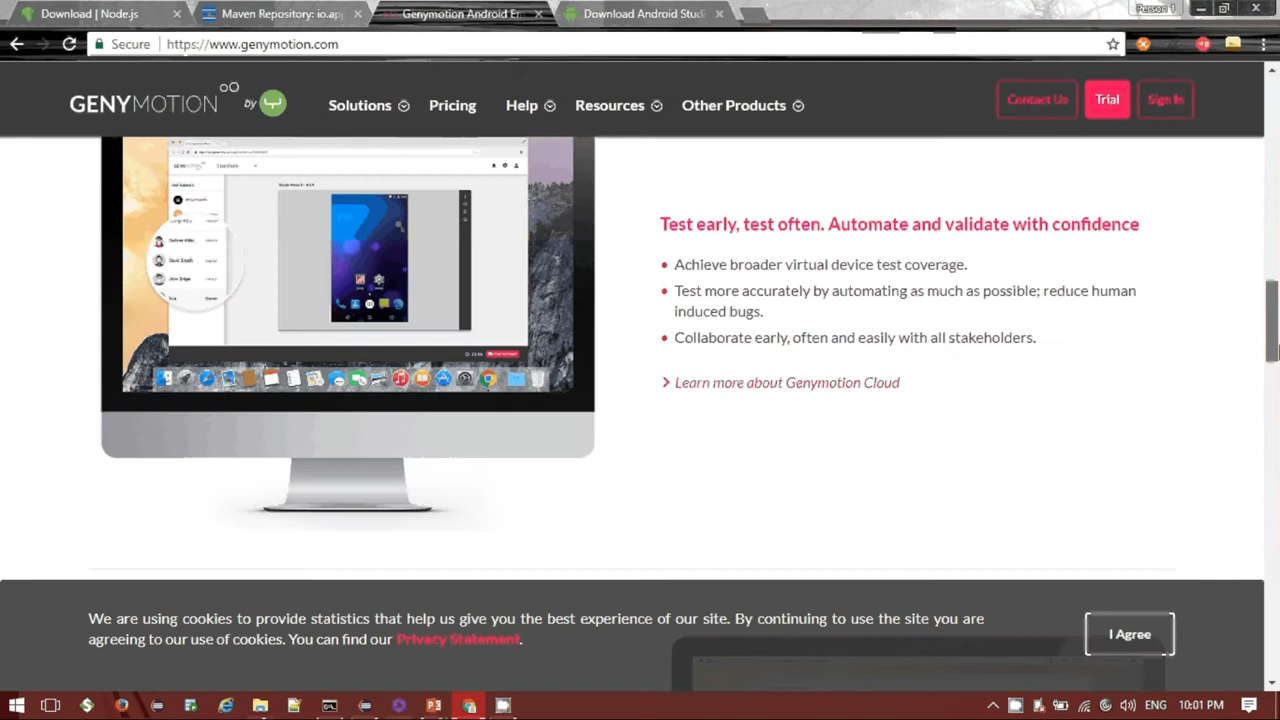 Download | Node.js
Maven Repository: io.app
Genymotion Android Em
Download Android Stud
Person 1
Secure
https://www.genymotion.com
GENYMOTION by
Solutions
Pricing
Help
Resources
Other Products
Contact Us
Trial
Sign In
Test early, test often. Automate and validate with confidence
• Achieve broader virtual device test coverage.
• Test more accurately by automating as much as possible; reduce human
induced bugs.
• Collaborate early, often and easily with all stakeholders.
Learn more about Genymotion Cloud
We are using cookies to provide statistics that help us give you the best experience of our site. By continuing to use the site you are
agreeing to our use of cookies. You can find our Privacy Statement.
I Agree
ENG
10:01 PM